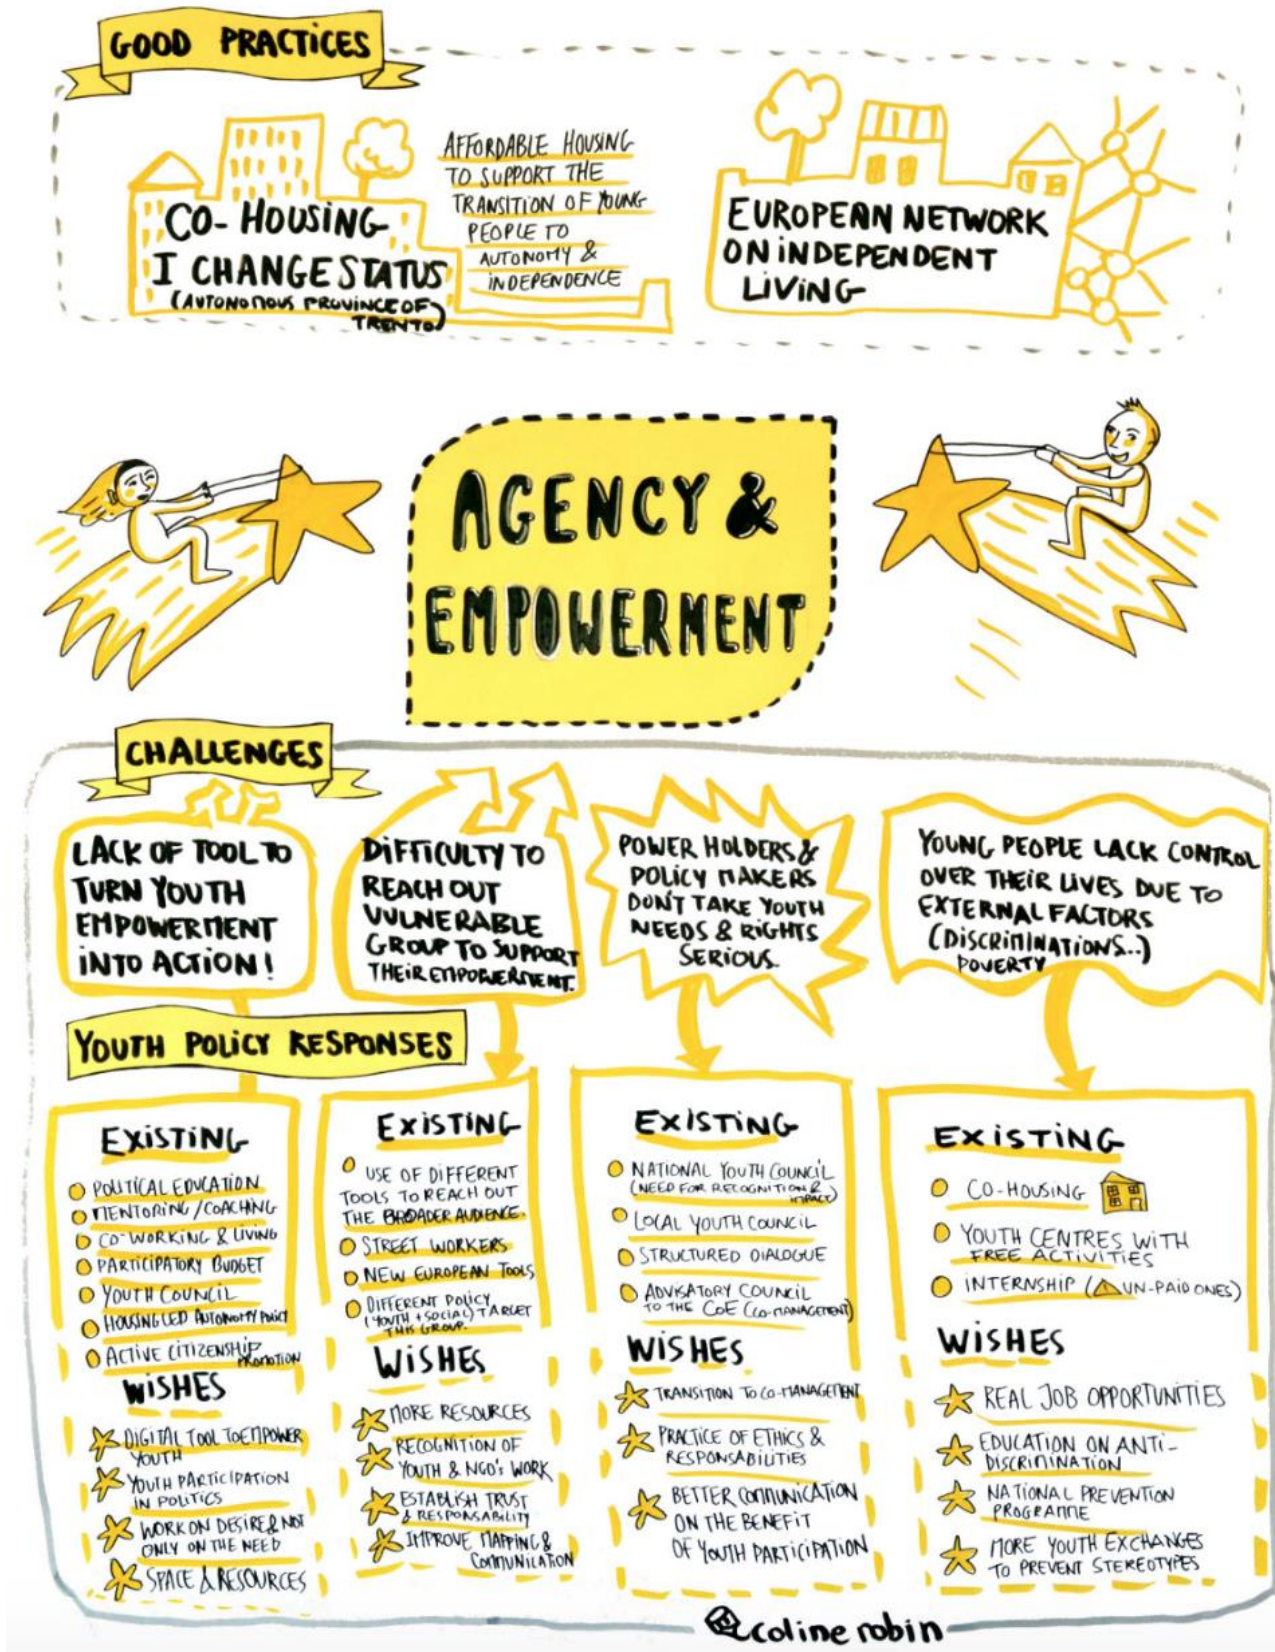 GOOD PRACTICES
CO-HOUSING
I CHANGE STATUS
(AUTONOMOUS PROVINCE OF
TRENTO)
AFFORDABLE HOUSING
TO SUPPORT THE
TRANSITION OF YOUNG
PEOPLE TO
AUTONOMY &
INDEPENDENCE
EUROPEAN NETWORK
ON INDEPENDENT
LIVING
AGENCY &
EMPOWERMENT
CHALLENGES
LACK OF TOOL TO
TURN YOUTH
EMPOWERMENT
INTO ACTION!
DIFFICULTY TO
REACH OUT
VULNERABLE
GROUP TO SUPPORT
THEIR EMPOWERMENT.
POWER HOLDERS &
POLICY MAKERS
DON'T TAKE YOUTH
NEEDS & RIGHTS
SERIOUS.
YOUNG PEOPLE LACK CONTROL
OVER THEIR LIVES DUE TO
EXTERNAL FACTORS
(DISCRIMINATIONS..)
POVERTY
YOUTH POLICY RESPONSES
EXISTING
POLITICAL EDUCATION
MENTORING/COACHING
CO-WORKING & LIVING
PARTICIPATORY BUDGET
YOUTH COUNCIL
HOUSING LED AUTONOMY POLICY
ACTIVE CITIZENSHIP
PROMOTION
WISHES
DIGITAL TOOL TO EMPOWER
YOUTH
YOUTH PARTICIPATION
IN POLITICS
WORK ON DESIRE & NOT
ONLY ON THE NEED
SPACE & RESOURCES
EXISTING
USE OF DIFFERENT
TOOLS TO REACH OUT
THE BROADER AUDIENCE.
STREET WORKERS
NEW EUROPEAN TOOLS
DIFFERENT POLICY
(YOUTH + SOCIAL) TARGET
THIS GROUP.
WISHES
MORE RESOURCES
RECOGNITION OF
YOUTH & NGO's WORK
ESTABLISH TRUST
& RESPONSABILITY
IMPROVE MAPPING &
COMMUNICATION
EXISTING
NATIONAL YOUTH COUNCIL
(NEED FOR RECOGNITION &
IMPACT)
LOCAL YOUTH COUNCIL
STRUCTURED DIALOGUE
ADVISATORY COUNCIL
TO THE CoE (CO-MANAGEMENT)
WISHES
TRANSITION TO CO-MANAGEMENT
PRACTICE OF ETHICS &
RESPONSABILITIES
BETTER COMMUNICATION
ON THE BENEFIT
OF YOUTH PARTICIPATION
EXISTING
CO-HOUSING
YOUTH CENTRES WITH
FREE ACTIVITIES
INTERNSHIP (⚠UN-PAID ONES)
WISHES
REAL JOB OPPORTUNITIES
EDUCATION ON ANTI-
DISCRIMINATION
NATIONAL PREVENTION
PROGRAMME
MORE YOUTH EXCHANGES
TO PREVENT STEREOTYPES
coline robin